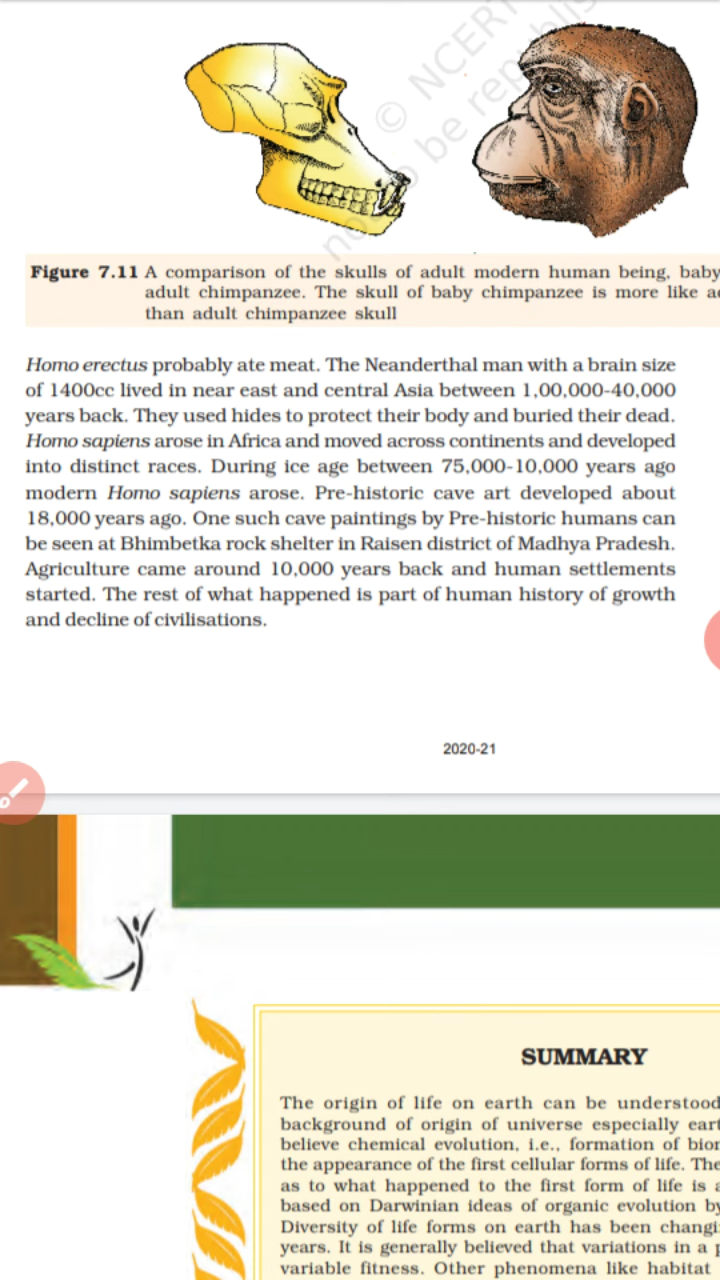 © NCERT
not to be republis
Figure 7.11 A comparison of the skulls of adult modern human being, baby
adult chimpanzee. The skull of baby chimpanzee is more like
than adult chimpanzee skull
Homo erectus probably ate meat. The Neanderthal man with a brain size
of 1400cc lived in near east and central Asia between 1,00,000-40,000
years back. They used hides to protect their body and buried their dead.
Homo sapiens arose in Africa and moved across continents and developed
into distinct races. During ice age between 75,000-10,000 years ago
modern Homo sapiens arose. Pre-historic cave art developed about
18,000 years ago. One such cave paintings by Pre-historic humans can
be seen at Bhimbetka rock shelter in Raisen district of Madhya Pradesh.
Agriculture came around 10,000 years back and human settlements
started. The rest of what happened is part of human history of growth
and decline of civilisations.
2020-21
SUMMARY
The origin of life on earth can be understood
background of origin of universe especially eart
believe chemical evolution, i.e., formation of bior
the appearance of the first cellular forms of life. The
as to what happened to the first form of life is
based on Darwinian ideas of organic evolution by
Diversity of life forms on earth has been changi
years. It is generally believed that variations in a
variable fitness. Other phenomena like habitat